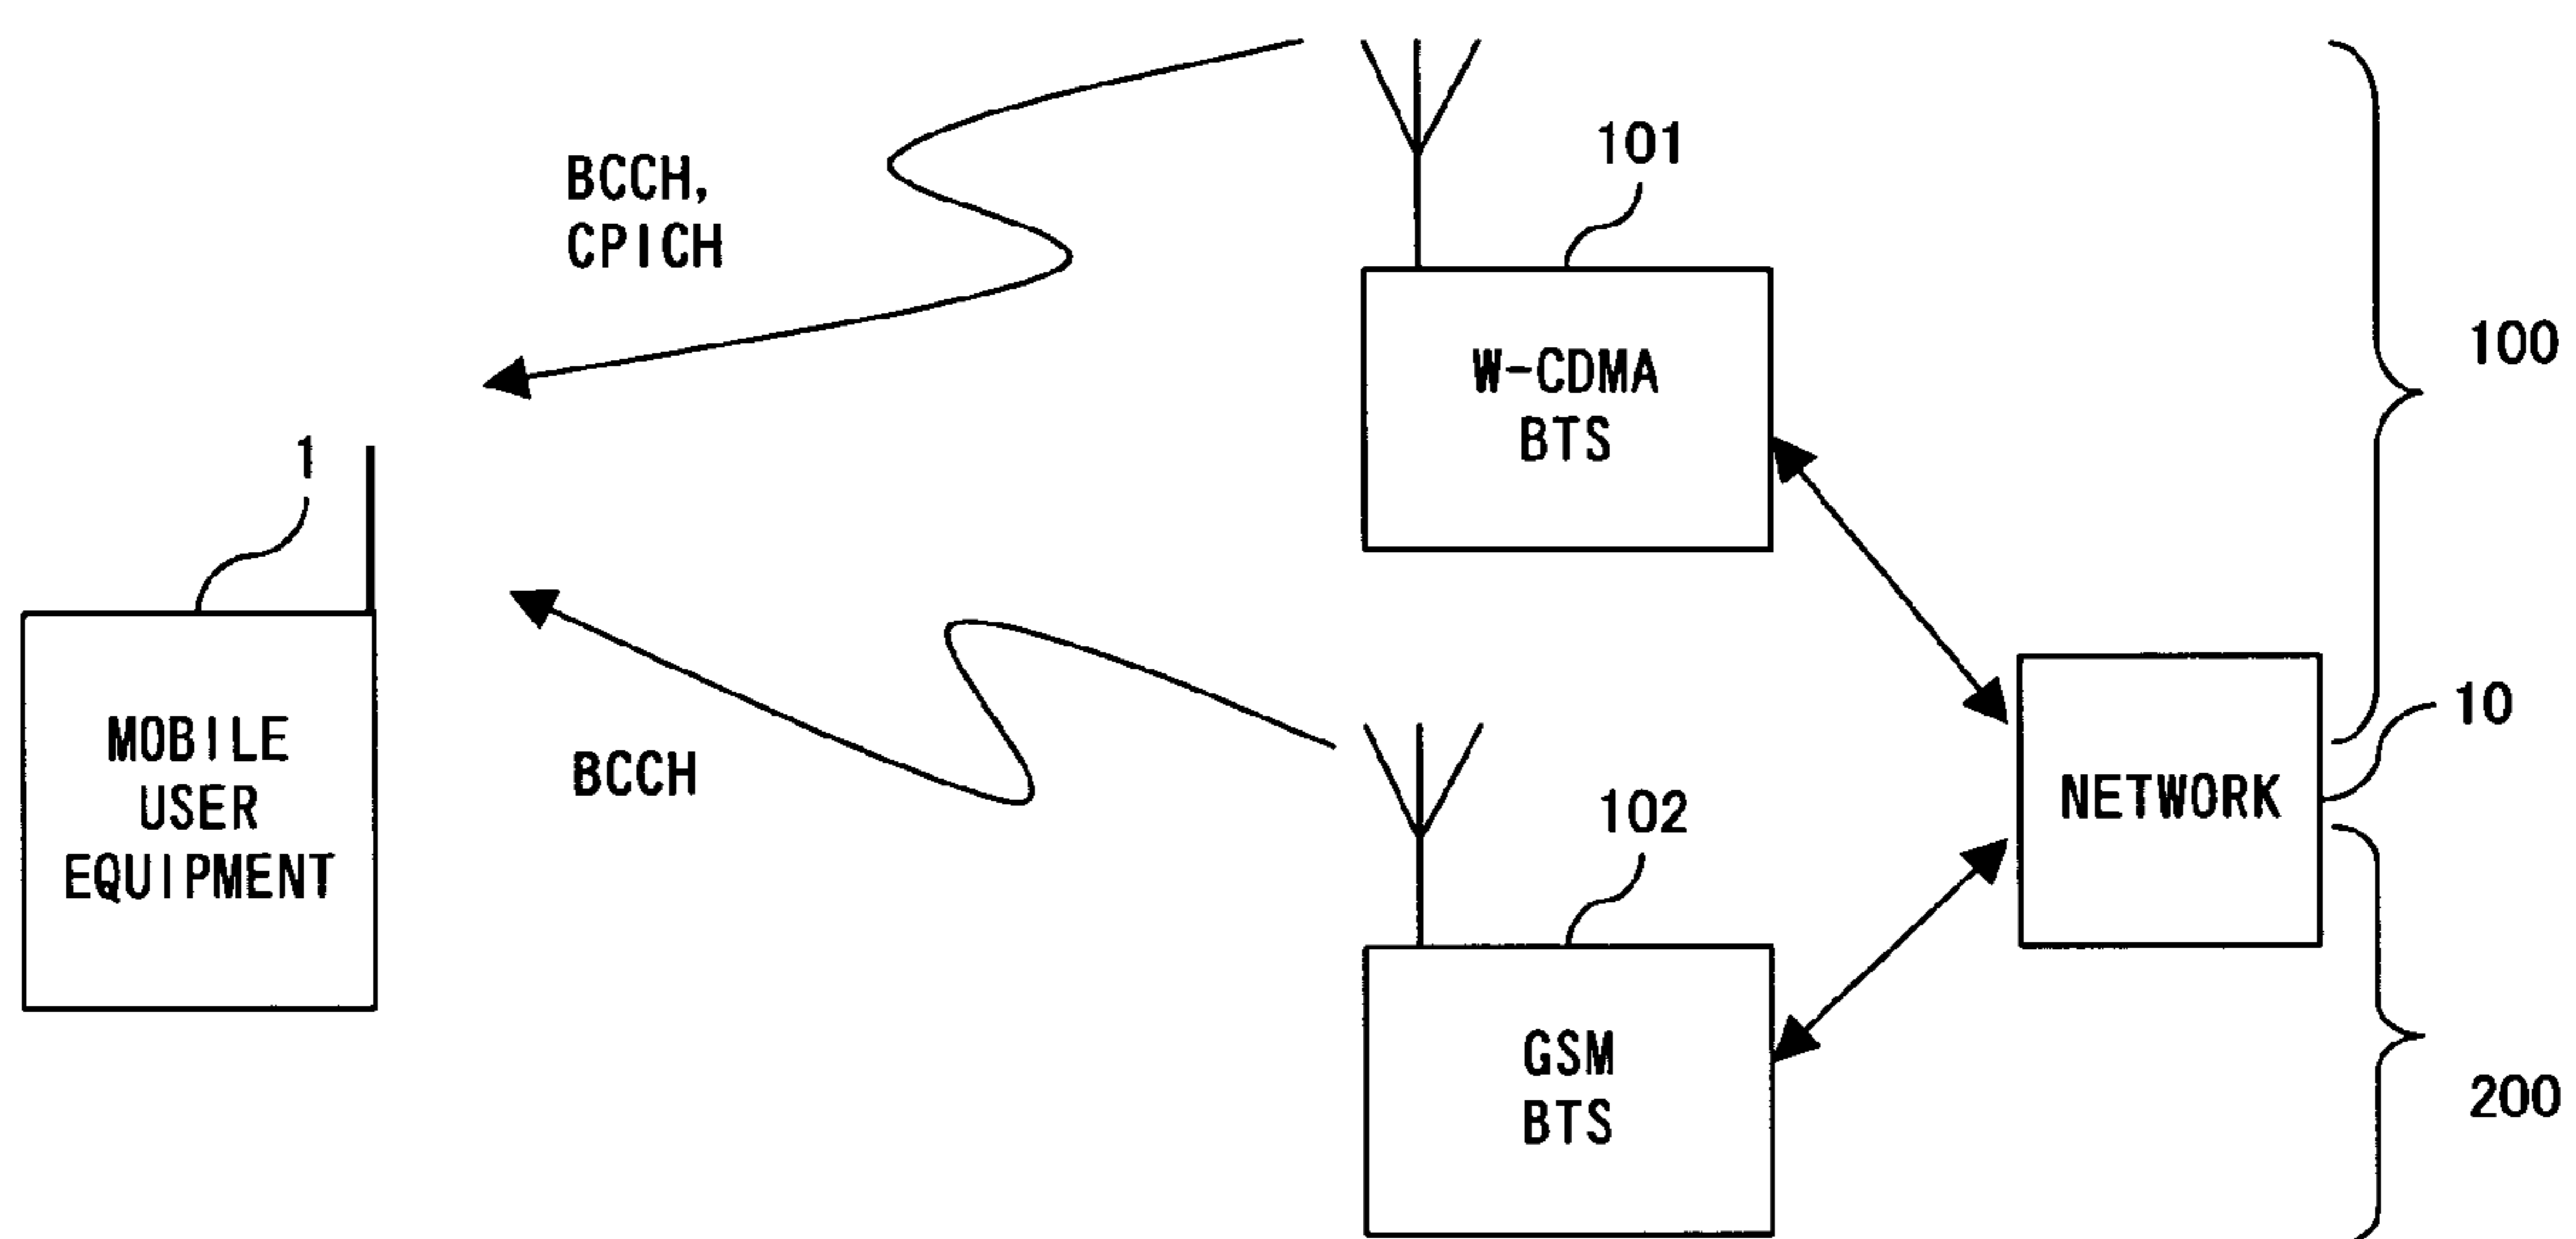 BCCH,
CPICH
101
W-CDMA
BTS
100
1
MOBILE
USER
EQUIPMENT
BCCH
102
GSM
BTS
NETWORK
10
200